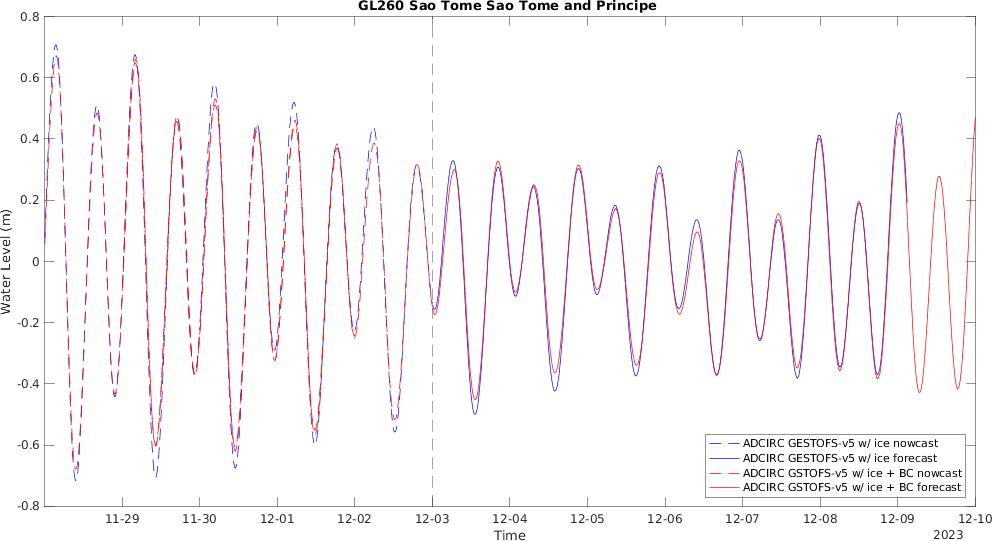 GL260 Sao Tome Sao Tome and Principe
Water Level (m)
0.8
0.6
0.4
0.2
0
-0.2
-0.4
-0.6
-0.8
ADCIRC GESTOFS-v5 w/ ice nowcast
ADCIRC GESTOFS-v5 w/ ice forecast
ADCIRC GSTOFS-v5 w/ ice + BC nowcast
ADCIRC GSTOFS-v5 w/ ice + BC forecast
11-29 11-30 12-01 12-02 12-03 12-04 12-05 12-06 12-07 12-08 12-09 12-10
Time
2023